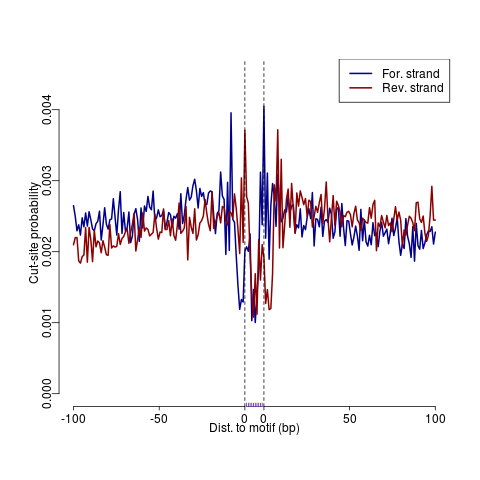 For. strand
Rev. strand
Cut-site probability
0.004
0.003
0.002
0.001
0.000
-100 -50 0 0 50 100
Dist. to motif (bp)